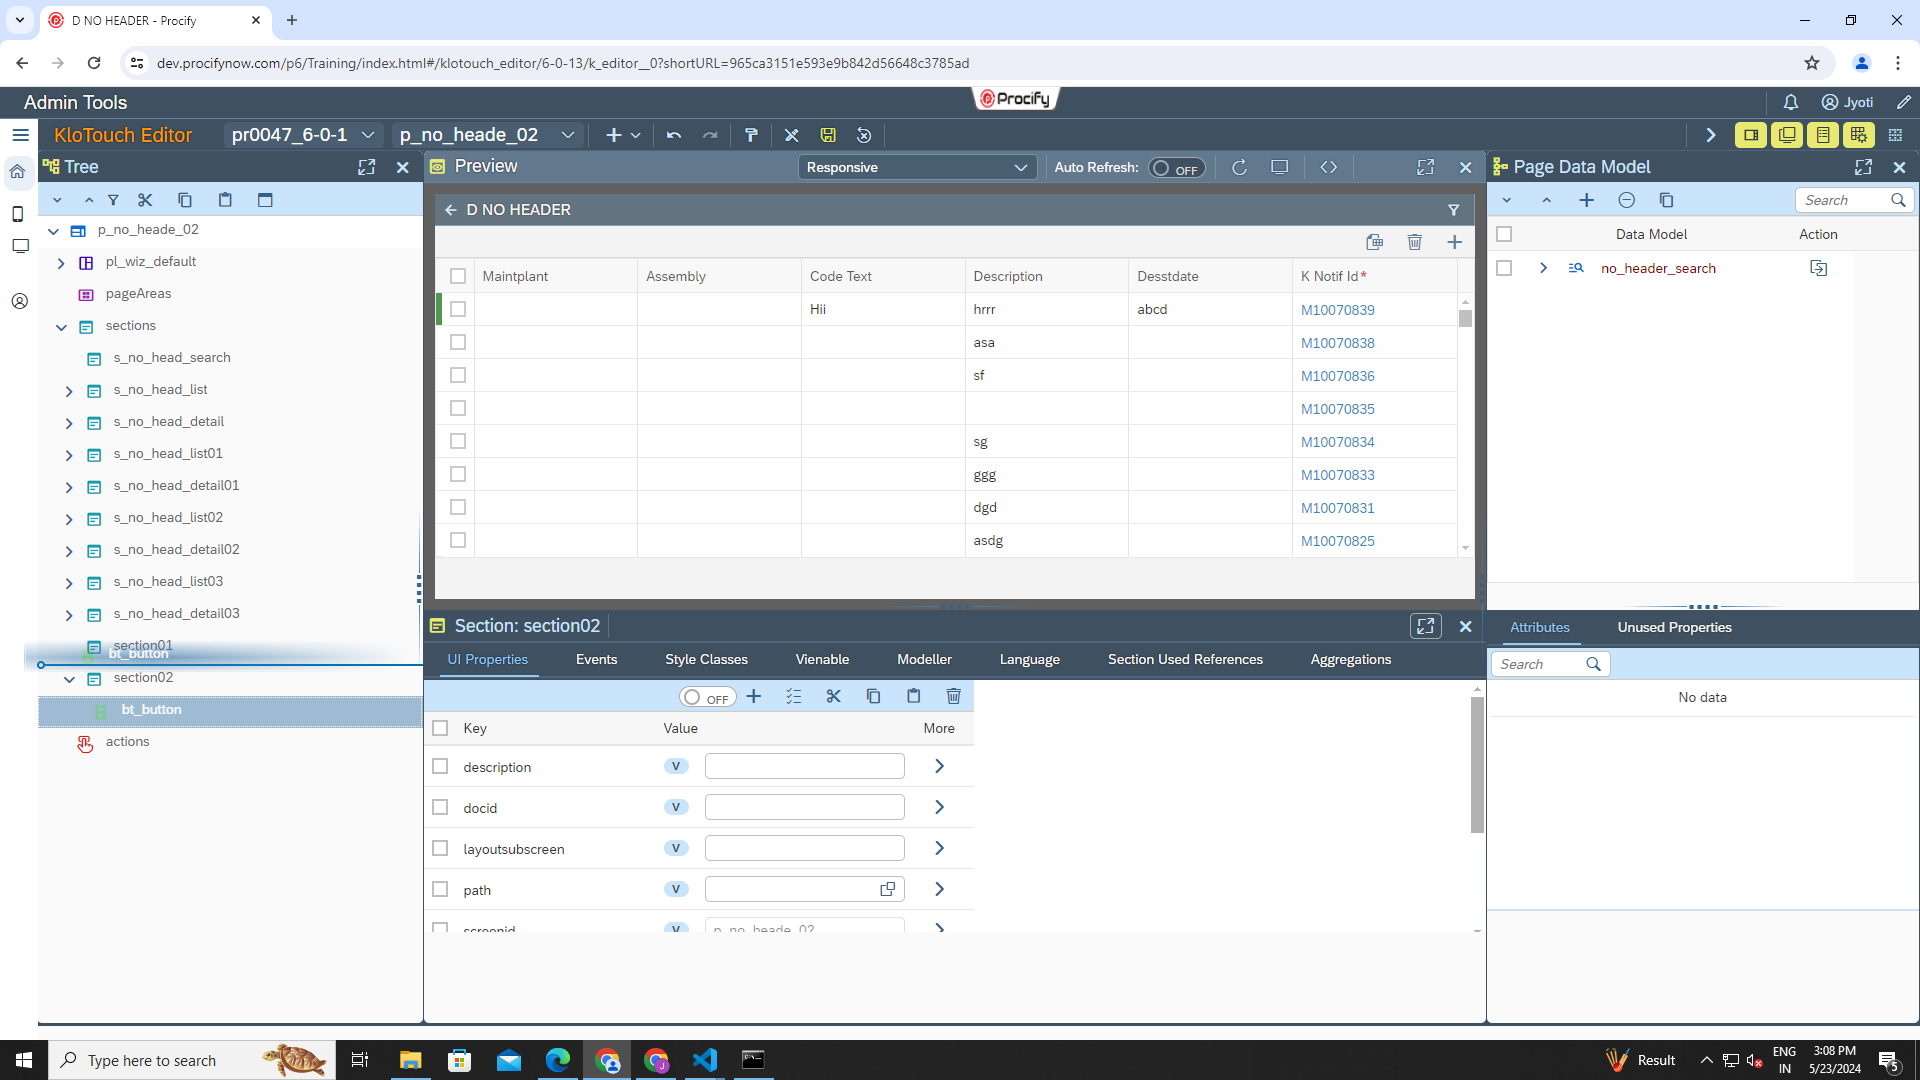 D NO HEADER - Procify
dev.procifynow.com/p6/Training/index.html#/klotouch_editor/6-0-13/k_editor__0?shortURL=965ca3151e593e9b842d56648c3785ad
Admin Tools
Procify
Jyoti
KloTouch Editor
pr0047_6-0-1
p_no_heade_02
Tree
p_no_heade_02
pl_wiz_default
pageAreas
sections
s_no_head_search
s_no_head_list
s_no_head_detail
s_no_head_list01
s_no_head_detail01
s_no_head_list02
s_no_head_detail02
s_no_head_list03
s_no_head_detail03
section01
bt_button
section02
B bt_button
actions
Preview
Responsive
Auto Refresh: OFF
D NO HEADER
Maintplant Assembly Code Text Description Desstdate K Notif Id*
Hii hrrr abcd M10070839
asa M10070838
sf M10070836
M10070835
sg M10070834
ggg M10070833
dgd M10070831
asdg M10070825
Section: section02
UI Properties Events Style Classes Vienable Modeller Language Section Used References Aggregations
OFF
Key Value More
description V
docid V
layoutsubscreen V
path V
screenid V p_no_heade_02
Page Data Model
Search
Data Model Action
no_header_search
Attributes Unused Properties
Search
No data
Type here to search
Result
ENG
IN
3:08 PM
5/23/2024
5